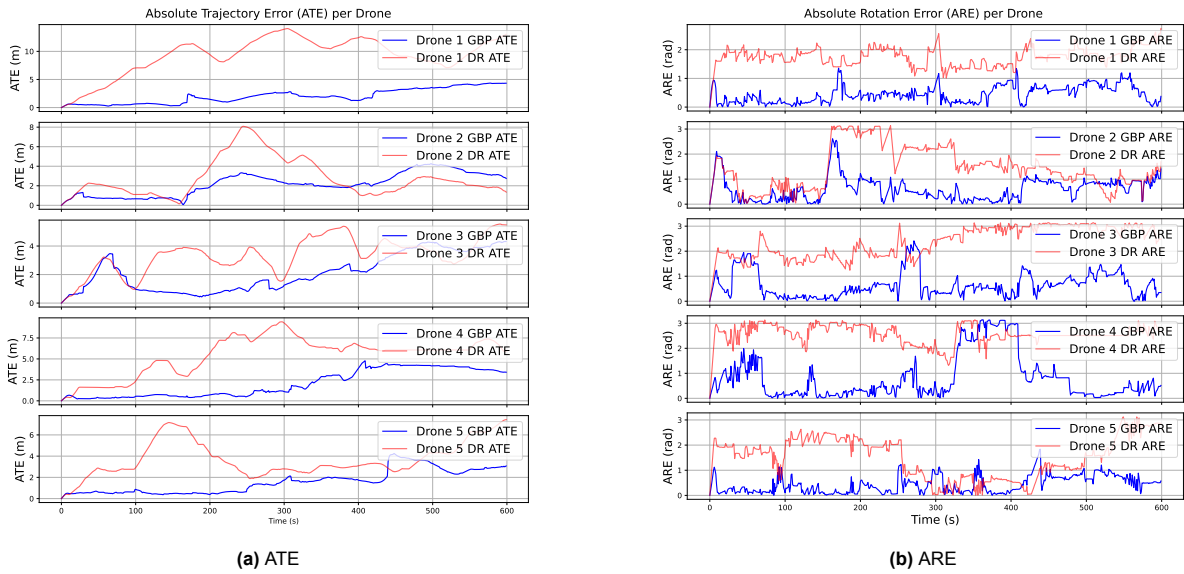 Absolute Trajectory Error (ATE) per Drone
ATE (m)
10
5
0
Drone 1 GBP ATE
Drone 1 DR ATE
ATE (m)
8
6
4
2
0
Drone 2 GBP ATE
Drone 2 DR ATE
ATE (m)
4
2
0
Drone 3 GBP ATE
Drone 3 DR ATE
ATE (m)
7.5
5.0
2.5
0.0
Drone 4 GBP ATE
Drone 4 DR ATE
ATE (m)
6
4
2
0
Drone 5 GBP ATE
Drone 5 DR ATE
0 100 200 300 400 500 600
Time (s)
(a) ATE
Absolute Rotation Error (ARE) per Drone
ARE (rad)
2
1
0
Drone 1 GBP ARE
Drone 1 DR ARE
ARE (rad)
3
2
1
0
Drone 2 GBP ARE
Drone 2 DR ARE
ARE (rad)
3
2
1
0
Drone 3 GBP ARE
Drone 3 DR ARE
ARE (rad)
3
2
1
0
Drone 4 GBP ARE
Drone 4 DR ARE
ARE (rad)
3
2
1
0
Drone 5 GBP ARE
Drone 5 DR ARE
0 100 200 300 400 500 600
Time (s)
(b) ARE